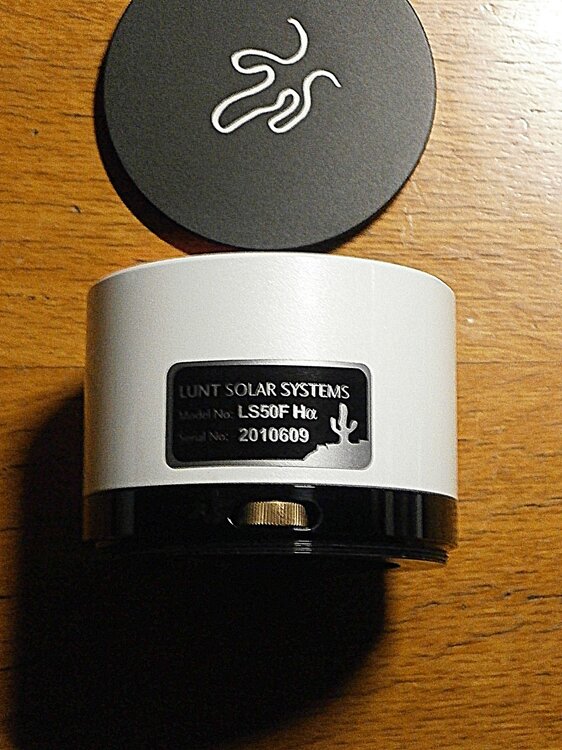 LUNT SOLAR SYSTEMS
Model No: LS50F Hα
Serial No: 2010609